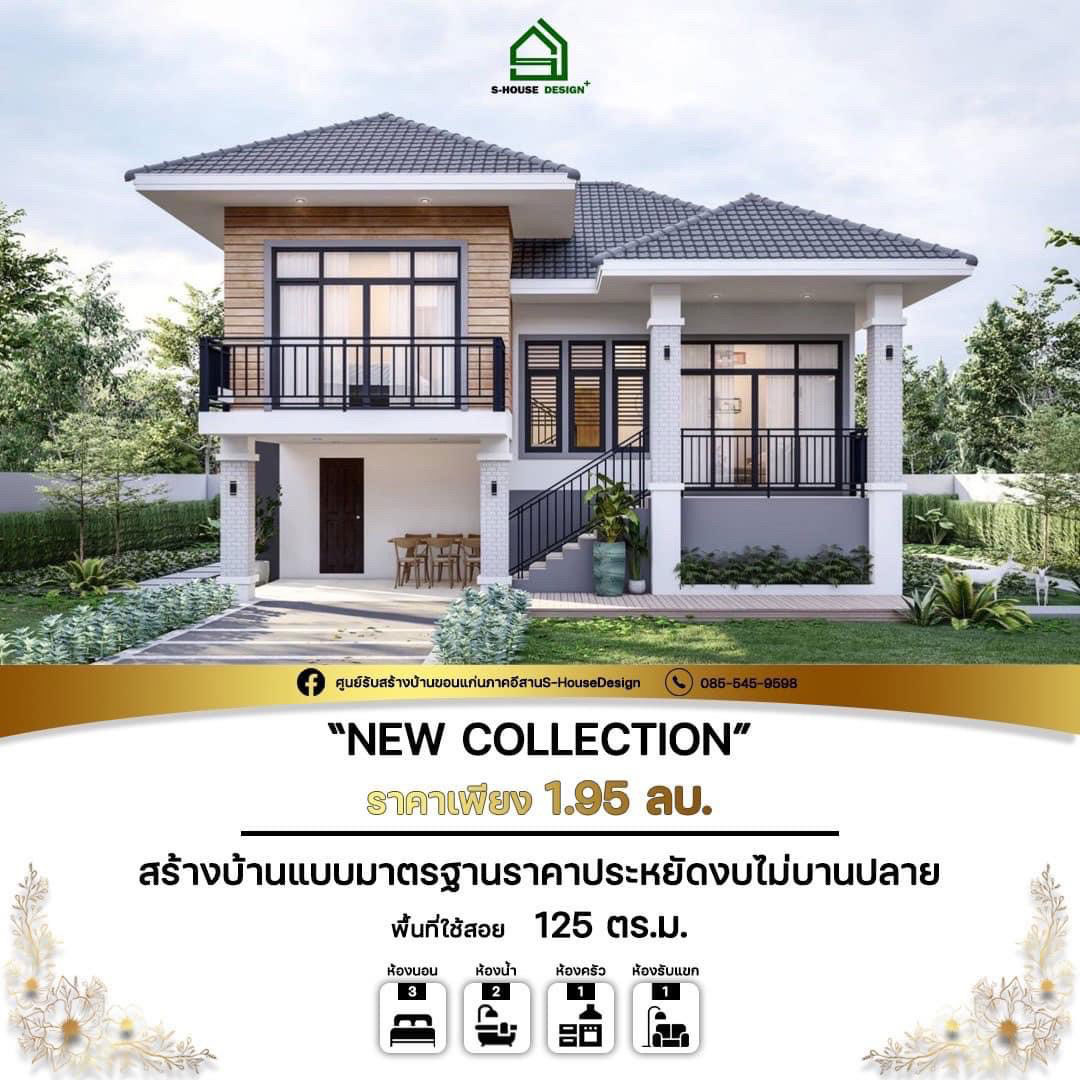 S-HOUSE DESIGN+
ศูนย์รับสร้างบ้านขอนแก่นภาคอีสานS-HouseDesign 085-545-9598
“NEW COLLECTION”
ราคาเพียง 1.95 ลบ.
สร้างบ้านแบบมาตรฐานราคาประหยัดงบไม่บานปลาย
พื้นที่ใช้สอย 125 ตร.ม.
ห้องนอน ห้องน้ำ ห้องครัว ห้องรับแขก
3 2 1 1